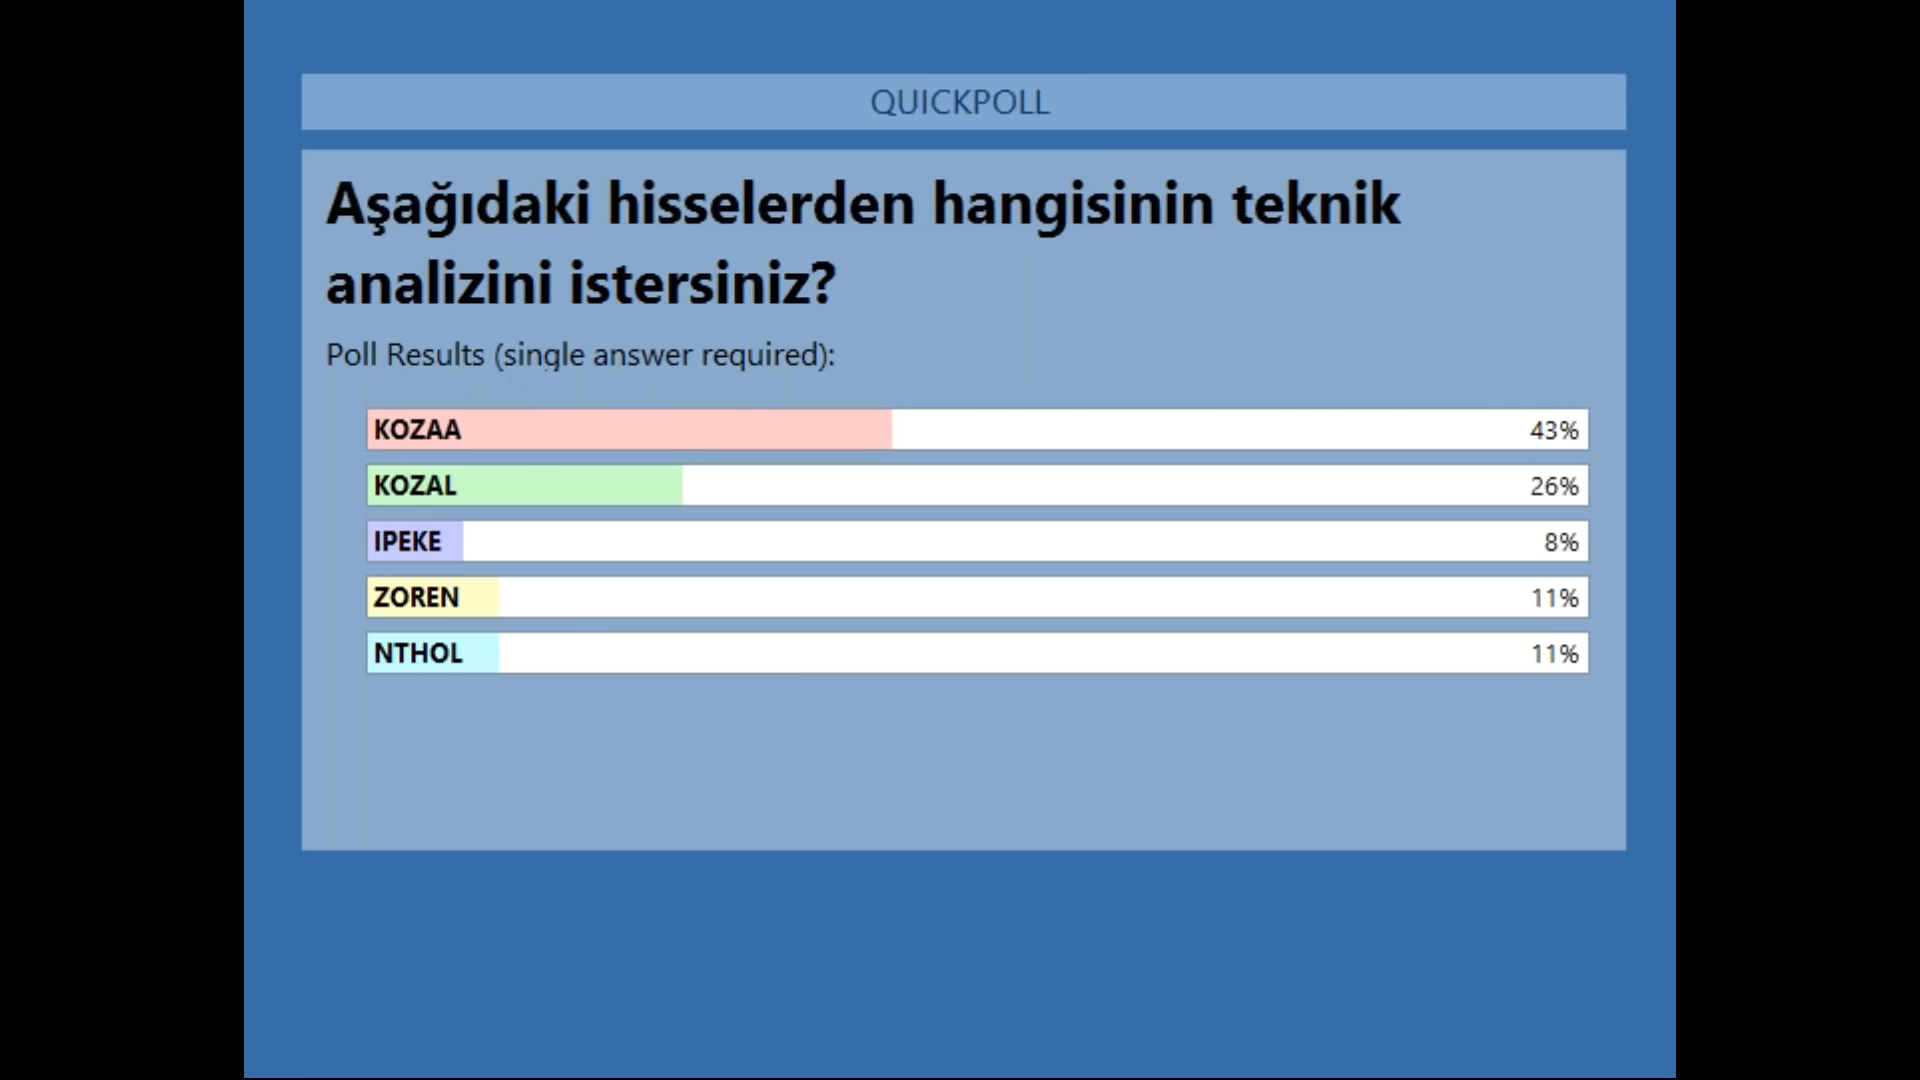 QUICKPOLL
Aşağıdaki hisselerden hangisinin teknik
analizini istersiniz?
Poll Results (single answer required):
KOZAA 43%
KOZAL 26%
IPEKE 8%
ZOREN 11%
NTHOL 11%